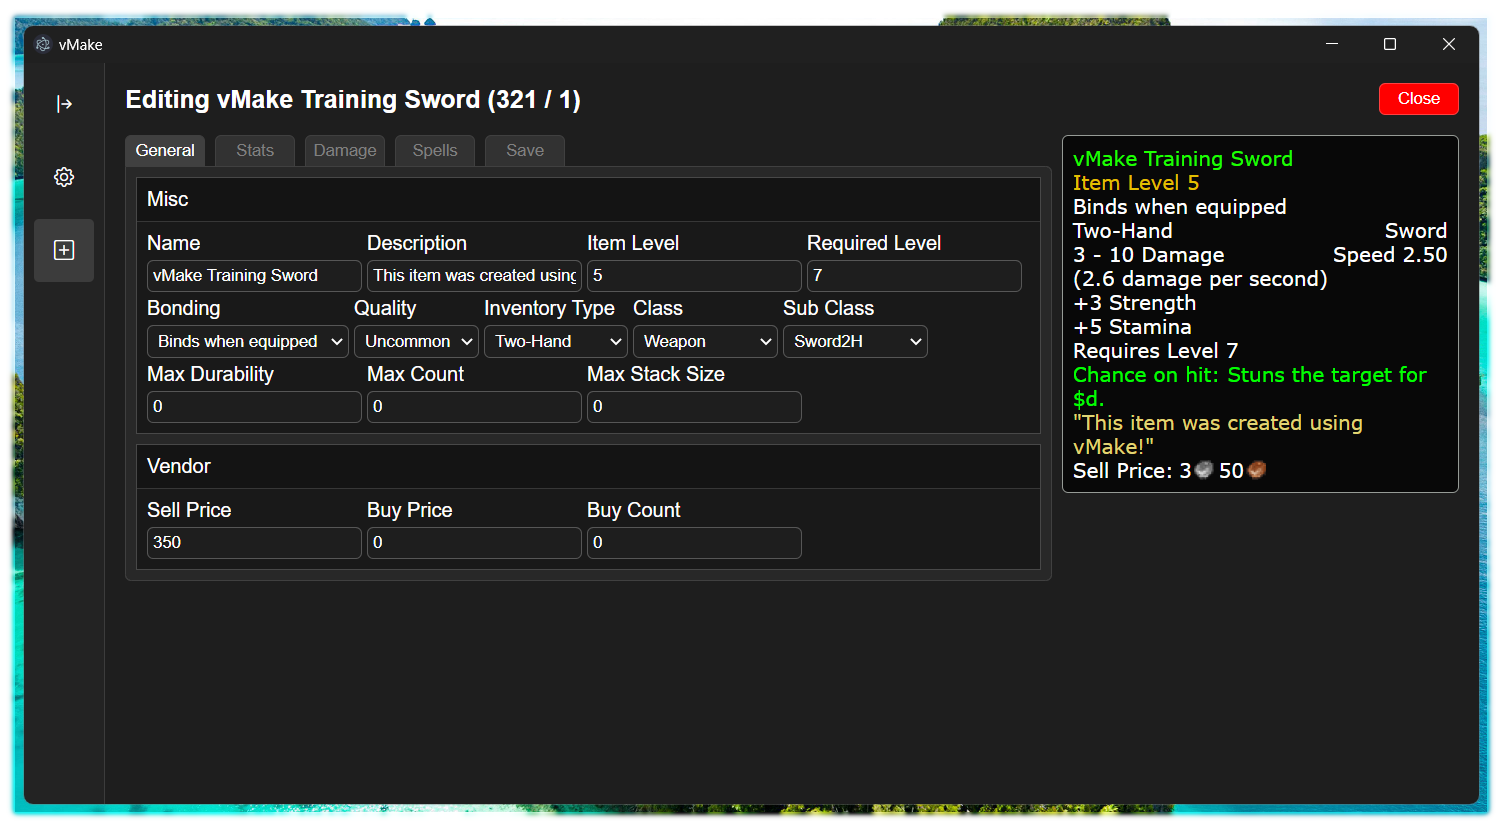 vMake
Editing vMake Training Sword (321 / 1)
Close
General Stats Damage Spells Save
Misc
Name Description Item Level Required Level
vMake Training Sword This item was created using 5 7
Bonding Quality Inventory Type Class Sub Class
Binds when equipped Uncommon Two-Hand Weapon Sword2H
Max Durability Max Count Max Stack Size
0 0 0
Vendor
Sell Price Buy Price Buy Count
350 0 0
vMake Training Sword
Item Level 5
Binds when equipped
Two-Hand Sword
3 - 10 Damage Speed 2.50
(2.6 damage per second)
+3 Strength
+5 Stamina
Requires Level 7
Chance on hit: Stuns the target for
$d.
"This item was created using
vMake!"
Sell Price: 3 50